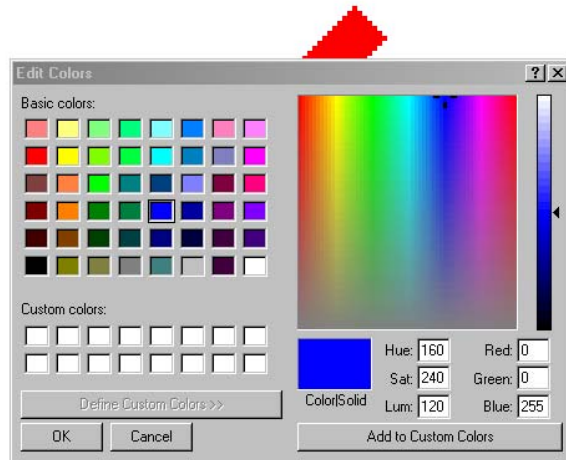 Edit Colors
Basic colors:
Custom colors:
Define Custom Colors >>
OK Cancel
Color|Solid
Hue: 160 Red: 0
Sat: 240 Green: 0
Lum: 120 Blue: 255
Add to Custom Colors